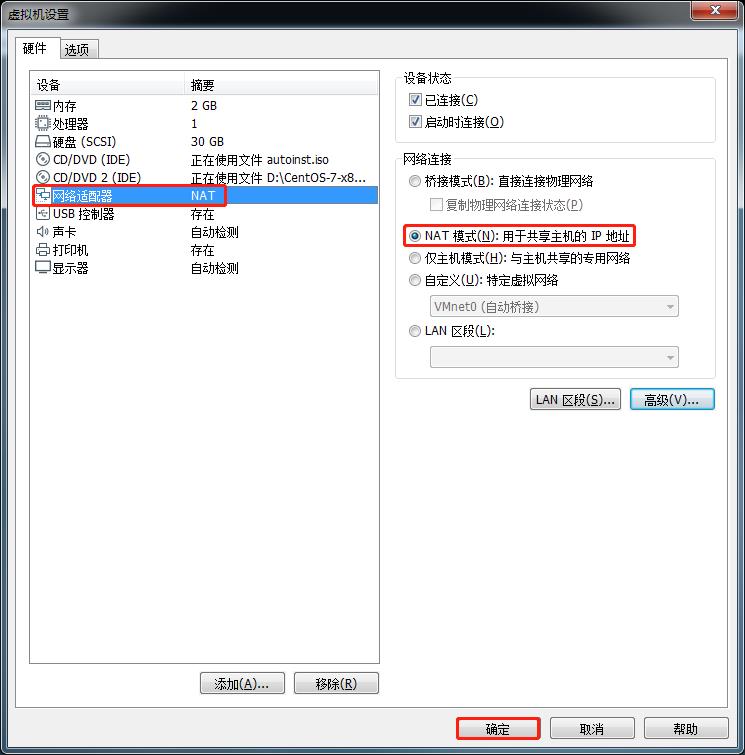 虚拟机设置
硬件 选项
设备 摘要
内存 2 GB
处理器 1
硬盘 (SCSI) 30 GB
CD/DVD (IDE) 正在使用文件 autoinst.iso
CD/DVD 2 (IDE) 正在使用文件 D:\CentOS-7-x8...
网络适配器 NAT
USB 控制器 存在
声卡 自动检测
打印机 存在
显示器 自动检测
添加(A)... 移除(R)
设备状态
已连接(C)
启动时连接(O)
网络连接
桥接模式(B): 直接连接物理网络
复制物理网络连接状态(P)
NAT 模式(N): 用于共享主机的 IP 地址
仅主机模式(H): 与主机共享的专用网络
自定义(U): 特定虚拟网络
VMnet0 (自动桥接)
LAN 区段(L):
LAN 区段(S)... 高级(V)...
确定 取消 帮助